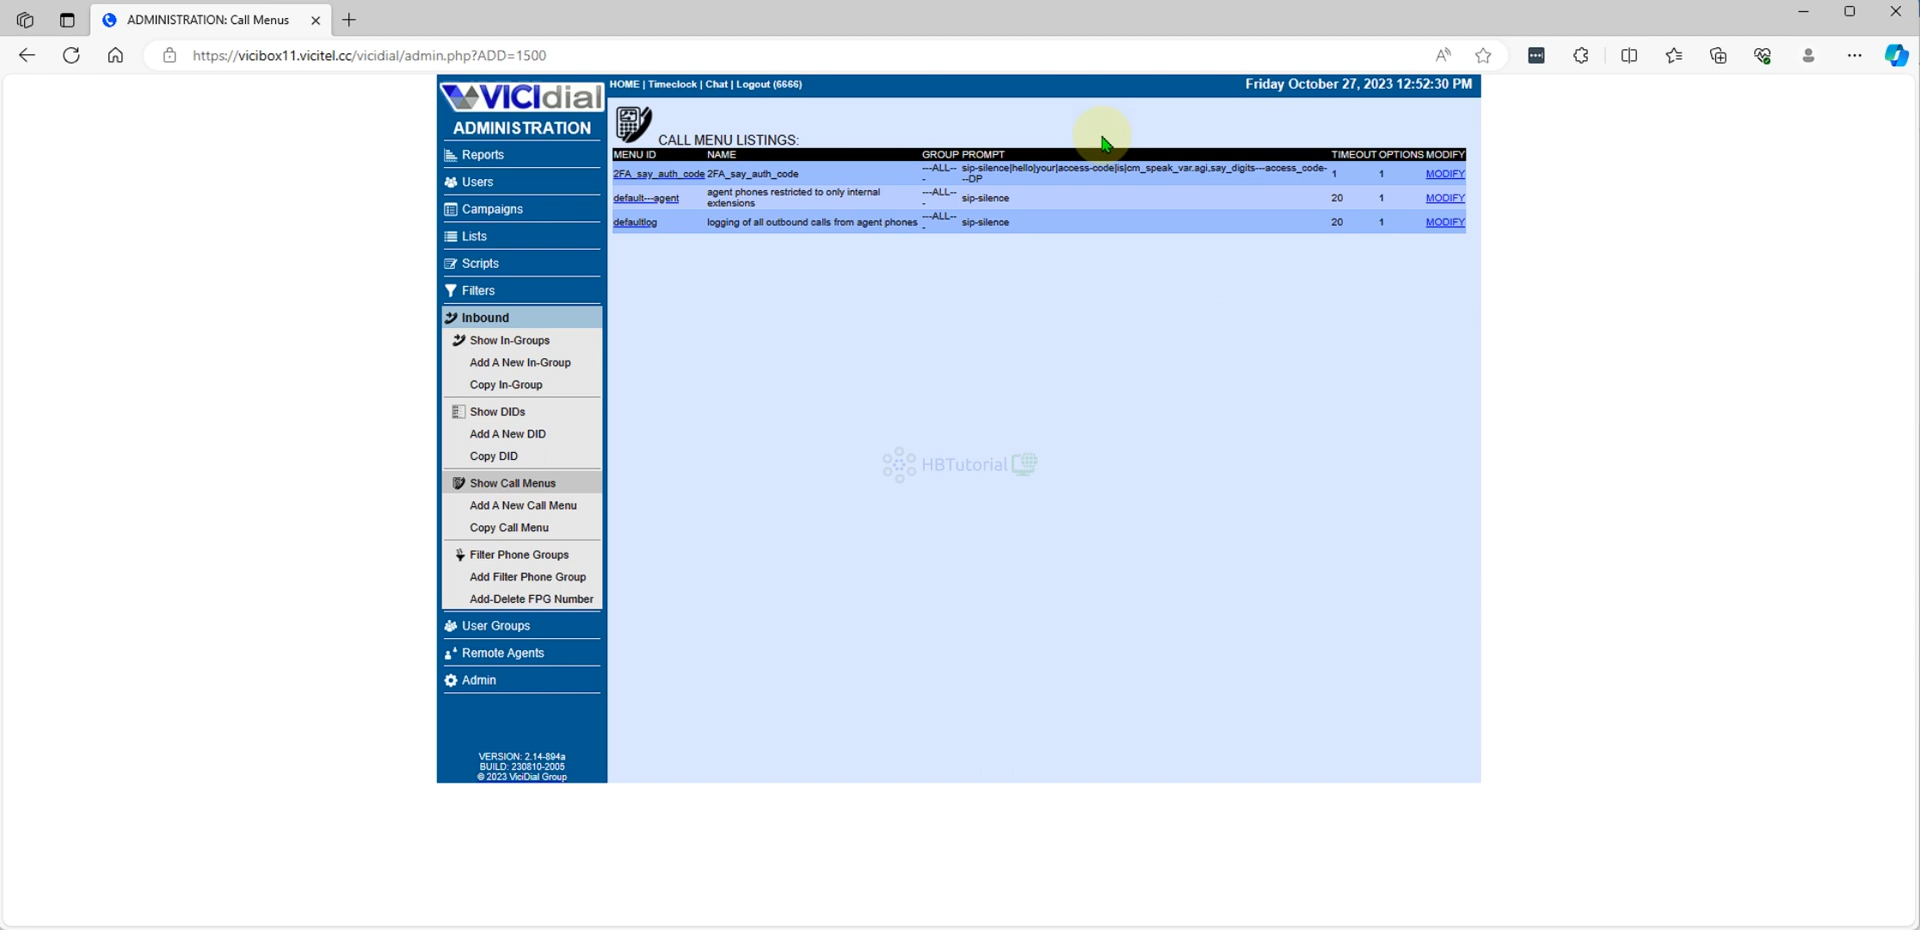 ADMINISTRATION: Call Menus
https://vicibox11.vicitel.cc/vicidial/admin.php?ADD=1500
VICIdial
HOME | Timeclock | Chat | Logout (6666)
Friday October 27, 2023 12:52:30 PM
ADMINISTRATION
Reports
Users
Campaigns
Lists
Scripts
Filters
Inbound
Show In-Groups
Add A New In-Group
Copy In-Group
Show DIDs
Add A New DID
Copy DID
Show Call Menus
Add A New Call Menu
Copy Call Menu
Filter Phone Groups
Add Filter Phone Group
Add-Delete FPG Number
User Groups
Remote Agents
Admin
VERSION: 2.14-894a
BUILD: 230810-2005
© 2023 ViciDial Group
CALL MENU LISTINGS:
MENU ID NAME GROUP PROMPT TIMEOUT OPTIONS MODIFY
2FA_say_auth_code 2FA_say_auth_code ---ALL--- sip-silence|hello|your|access-code|is|cm_speak_var.agi,say_digits---access_code---DP 1 1 MODIFY
default---agent agent phones restricted to only internal extensions ---ALL--- sip-silence 20 1 MODIFY
defaultlog logging of all outbound calls from agent phones ---ALL--- sip-silence 20 1 MODIFY
HBTutorial